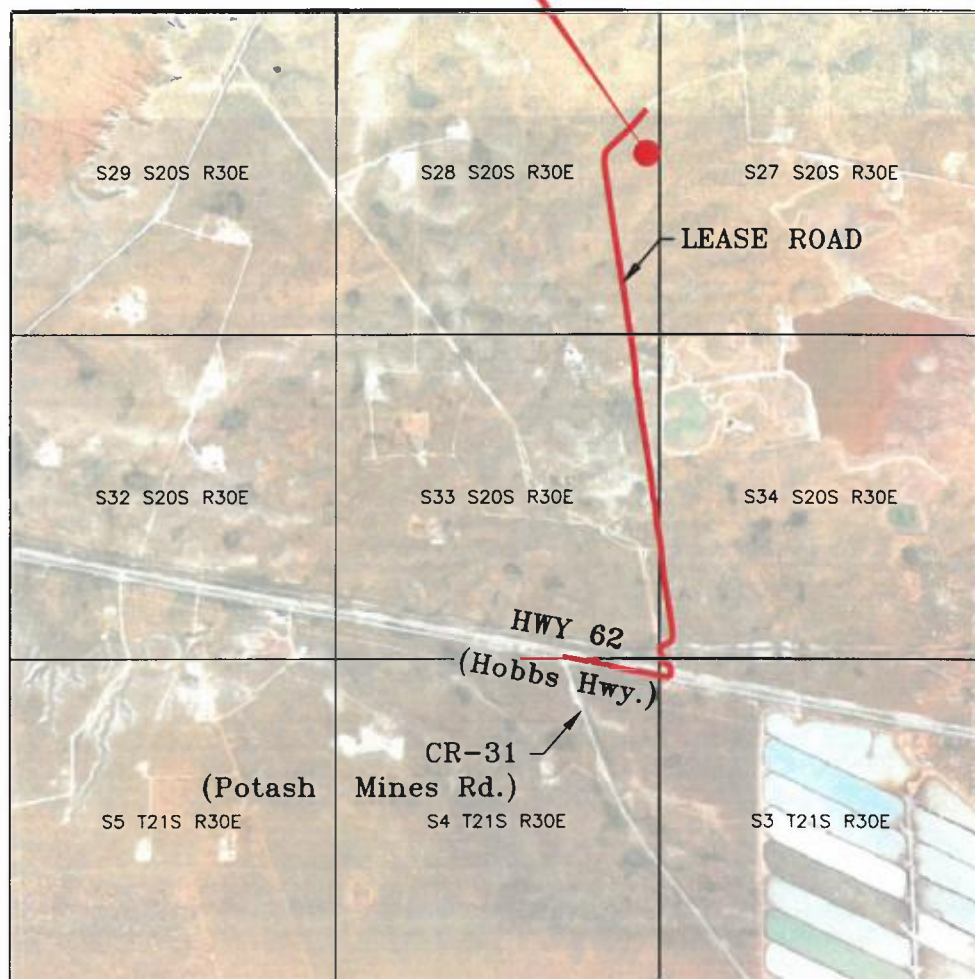 S29 S20S R30E
S28 S20S R30E
S27 S20S R30E
LEASE ROAD
S32 S20S R30E
S33 S20S R30E
S34 S20S R30E
HWY 62
(Hobbs Hwy.)
CR-31
(Potash Mines Rd.)
S5 T21S R30E
S4 T21S R30E
S3 T21S R30E